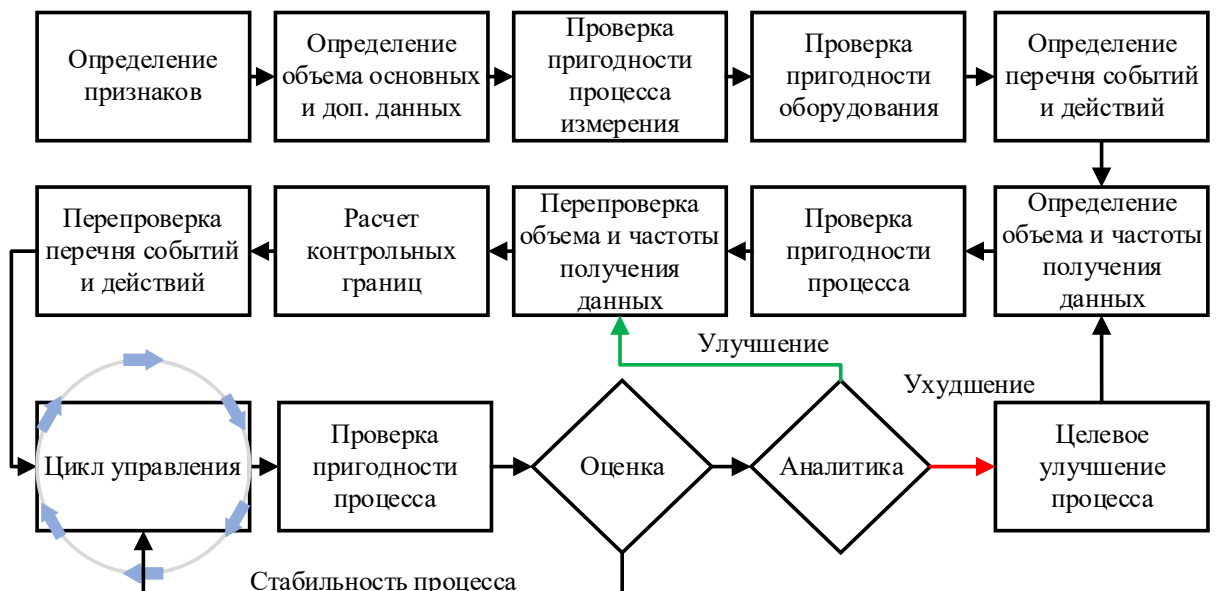 Определение
признаков
Определение
объема основных
и доп. данных
Проверка
пригодности
процесса
измерения
Проверка
пригодности
оборудования
Определение
перечня событий
и действий
Перепроверка
перечня событий
и действий
Расчет
контрольных
границ
Перепроверка
объема и частоты
получения
данных
Проверка
пригодности
процесса
Определение
объема и частоты
получения
данных
Улучшение
Ухудшение
Цикл управления
Проверка
пригодности
процесса
Оценка
Аналитика
Целевое
улучшение
процесса
Стабильность процесса